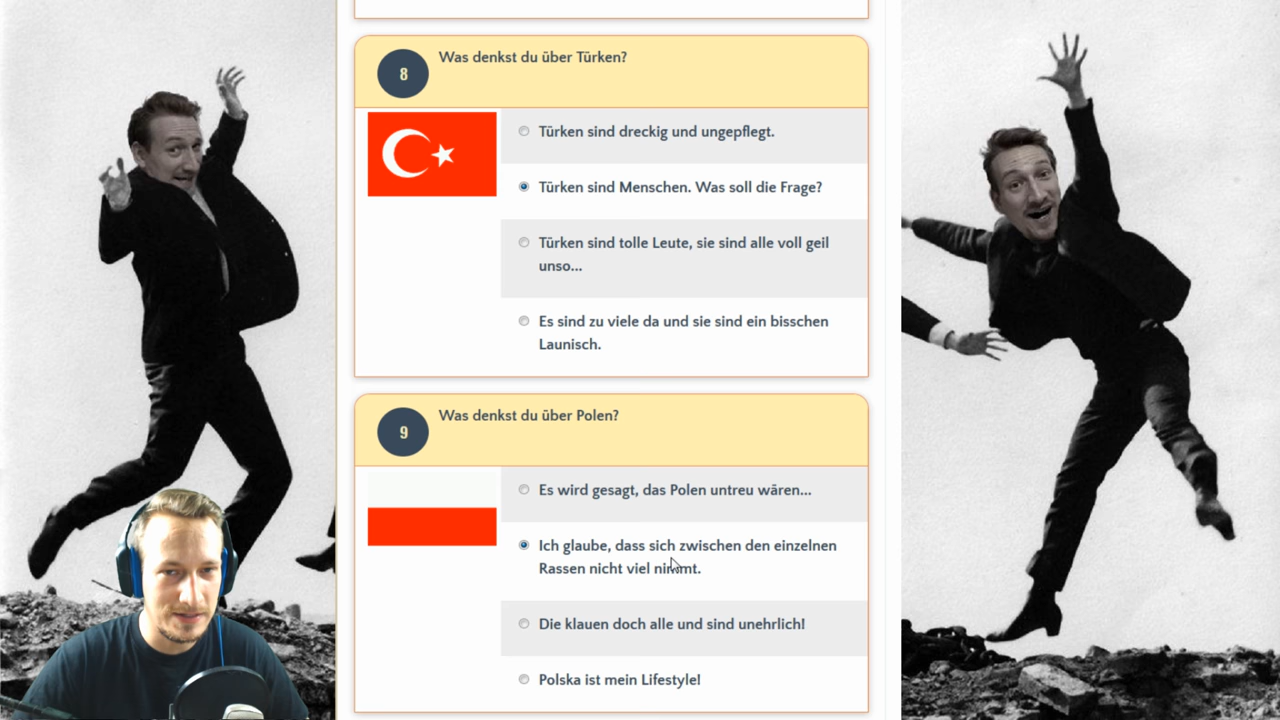 8
Was denkst du über Türken?
Türken sind dreckig und ungepflegt.
Türken sind Menschen. Was soll die Frage?
Türken sind tolle Leute, sie sind alle voll geil
unso...
Es sind zu viele da und sie sind ein bisschen
Launisch.
9
Was denkst du über Polen?
Es wird gesagt, das Polen untreu wären...
Ich glaube, dass sich zwischen den einzelnen
Rassen nicht viel nimmt.
Die klauen doch alle und sind unehrlich!
Polska ist mein Lifestyle!